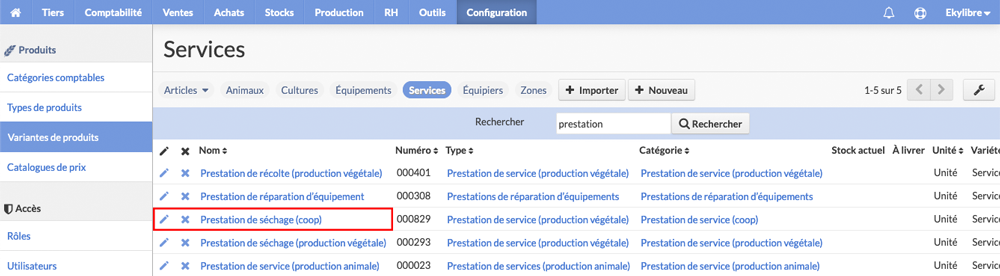 Tiers Comptabilité Ventes Achats Stocks Production RH Outils Configuration Ekylibre
Produits
Catégories comptables
Types de produits
Variantes de produits
Catalogues de prix
Accès
Rôles
Utilisateurs
Services
Articles Animaux Cultures Équipements Services Équipiers Zones Importer Nouveau 1-5 sur 5
Rechercher prestation Rechercher
Nom Numéro Type Catégorie Stock actuel À livrer Unité Variété
Prestation de récolte (production végétale) 000401 Prestation de service (production végétale) Prestation de service (production végétale) Unité Service
Prestation de réparation d'équipement 000308 Prestations de réparation d'équipements Prestations de réparation d'équipements Unité Service
Prestation de séchage (coop) 000829 Prestation de service (production végétale) Prestation de service (coop) Unité Service
Prestation de séchage (production végétale) 000293 Prestation de service (production végétale) Prestation de service (production végétale) Unité Service
Prestation de service (production animale) 000023 Prestation de services (production animale) Prestation de service (production animale) Unité Service